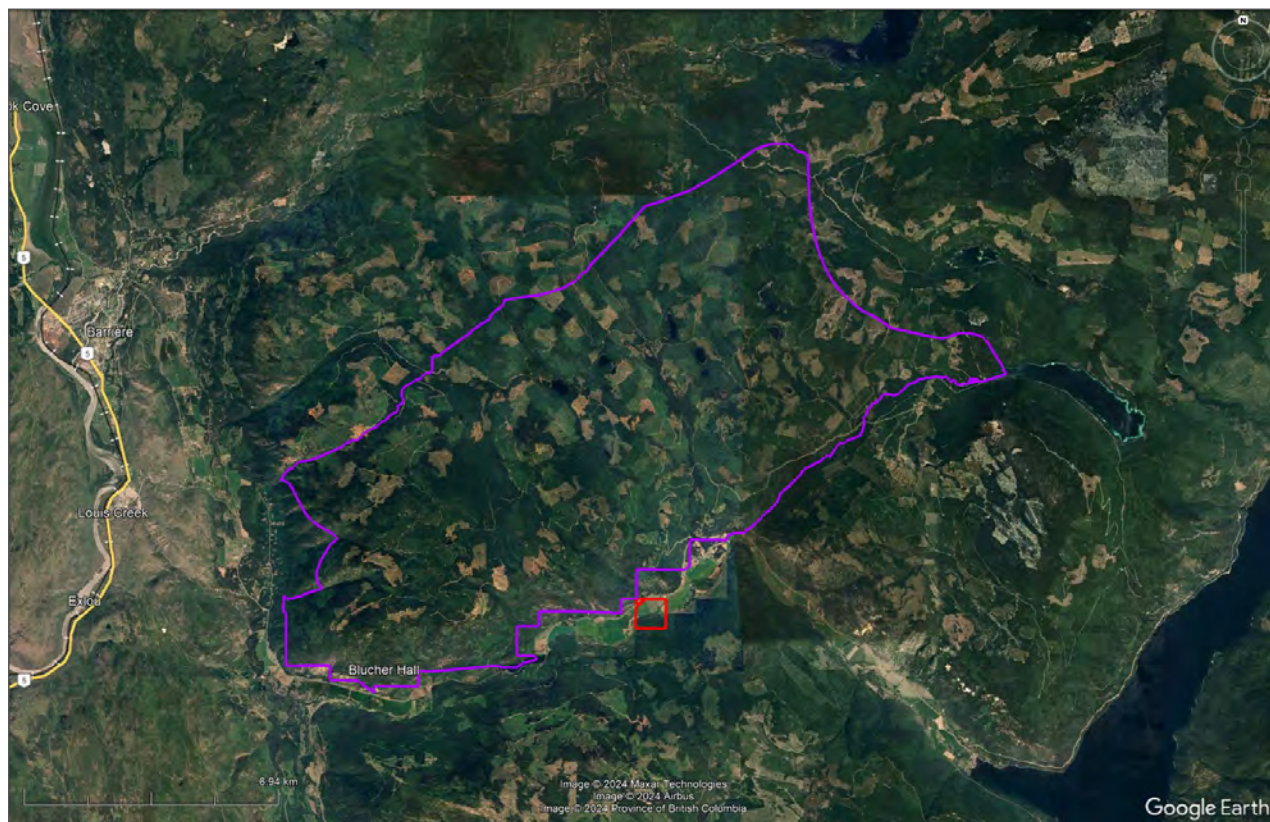 N
ok Cove
5
Barriere
5
Louis Creek
Exlou
Blucher Hall
5
6.94 km
Image © 2024 Maxar Technologies
Image © 2024 Airbus
Image © 2024 Province of British Columbia
Google Earth